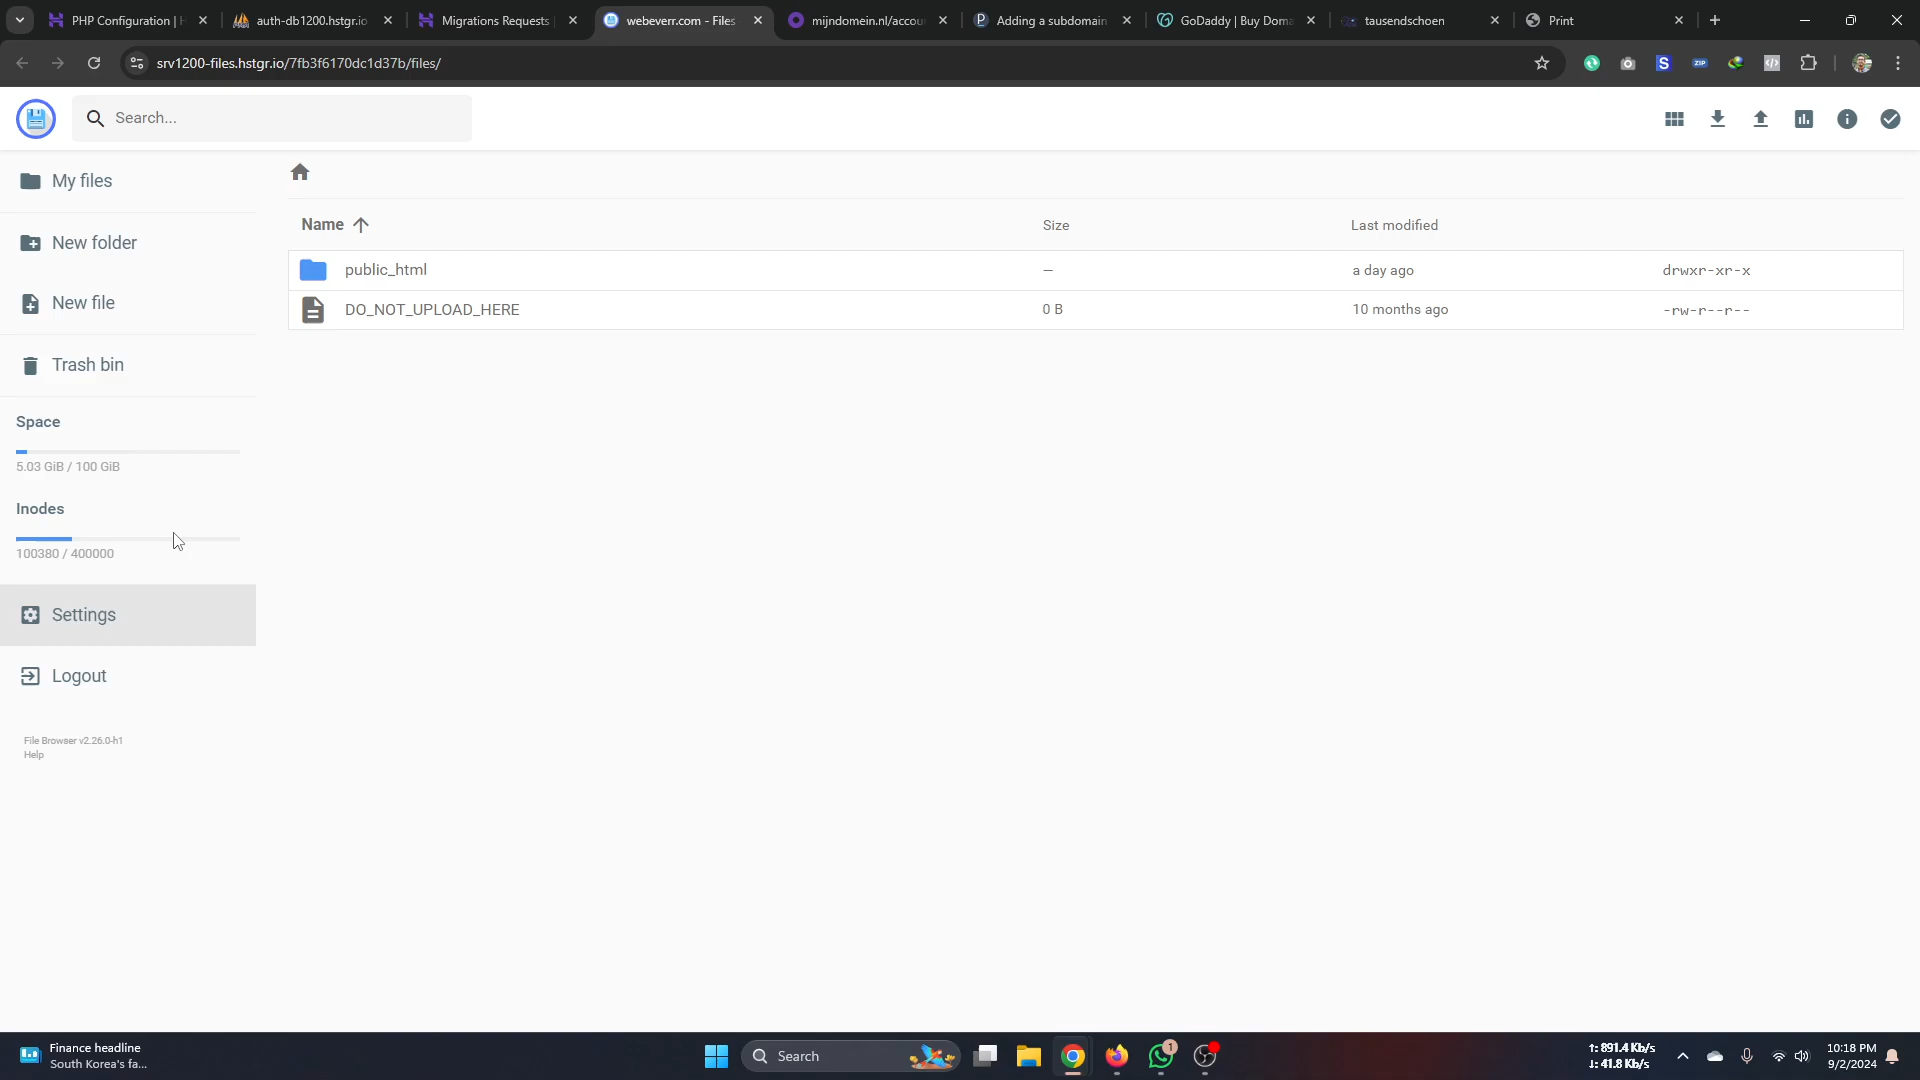 PHP Configuration | H
auth-db1200.hstgr.io
Migrations Requests
webeverr.com - Files
mijndomein.nl/accou
Adding a subdomain
GoDaddy | Buy Doma
tausendschoen
Print
srv1200-files.hstgr.io/7fb3f6170dc1d37b/files/
S
ZIP
Search...
My files
New folder
New file
Trash bin
Space
5.03 GiB / 100 GiB
Inodes
100380 / 400000
Settings
Logout
File Browser v2.26.0-h1
Help
Name
Size
Last modified
public_html
—
a day ago
drwxr-xr-x
DO_NOT_UPLOAD_HERE
0 B
10 months ago
-rw-r--r--
Finance headline
South Korea's fa...
Search
1
↑: 891.4 Kb/s
↓: 41.8 Kb/s
10:18 PM
9/2/2024